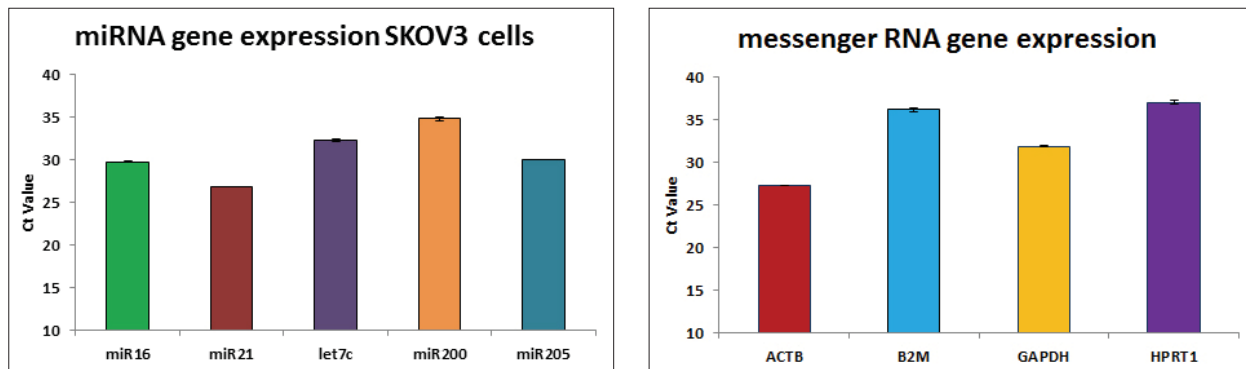 miRNA gene expression SKOV3 cells
40
35
30
25
20
15
10
Ct Value
miR16 miR21 let7c miR200 miR205
messenger RNA gene expression
40
35
30
25
20
15
10
Ct Value
ACTB B2M GAPDH HPRT1